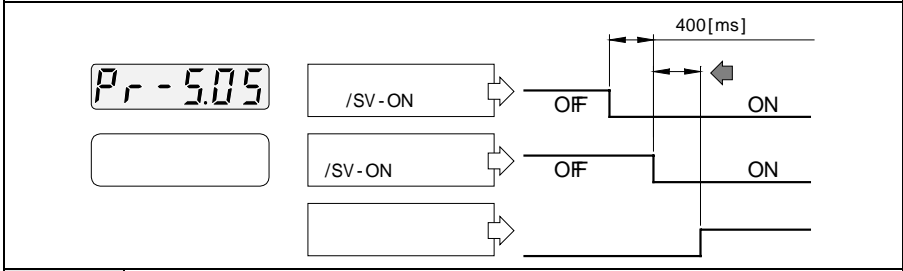 400[ms]
Pr-5.05
/SV-ON
OFF
ON
/SV-ON
OFF
ON